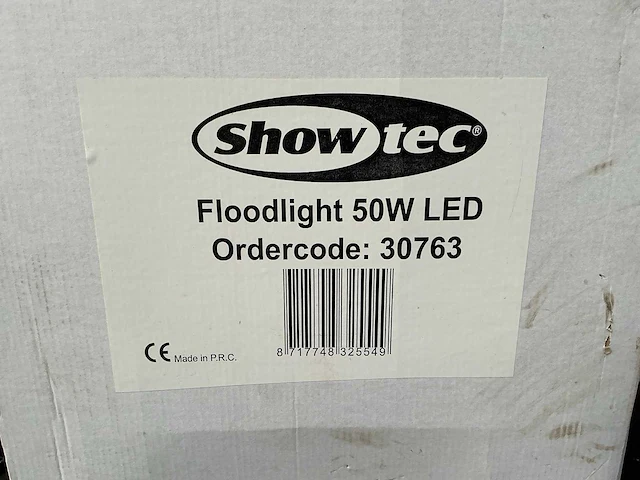 Showtec®
Floodlight 50W LED
Ordercode: 30763
8 717748 325549
CE Made in P.R.C.